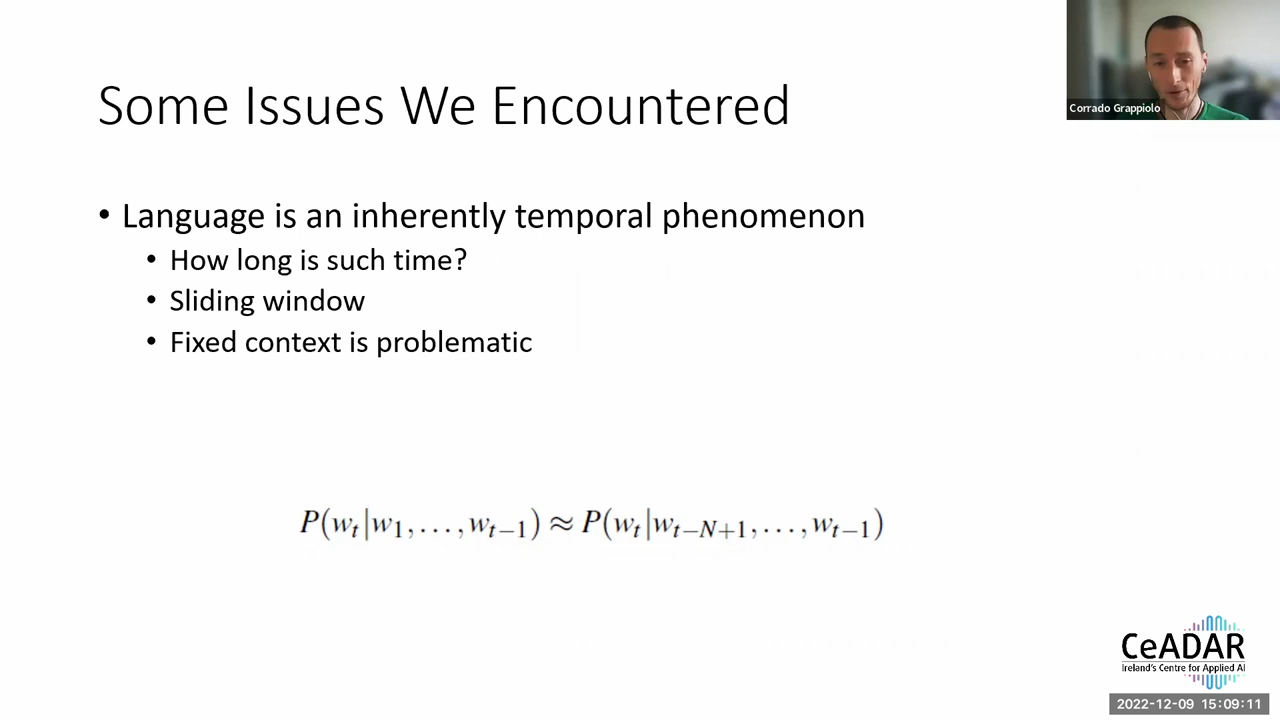 Corrado Grappiolo
Some Issues We Encountered
• Language is an inherently temporal phenomenon
• How long is such time?
• Sliding window
• Fixed context is problematic
P(w_t|w_1,...,w_{t−1}) ≈ P(w_t|w_{t−N+1},...,w_{t−1})
CeADAR
Ireland's Centre for Applied AI
2022-12-09 15:09:11